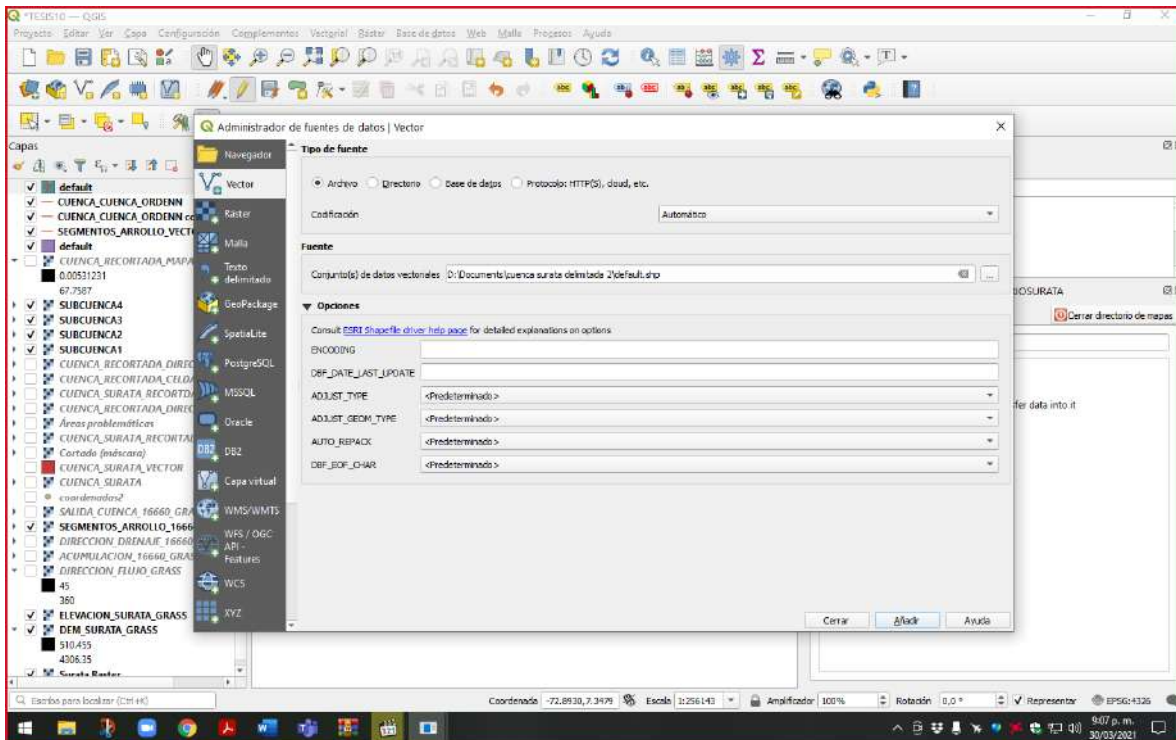 *TESIS10 — QGIS
Proyecto Editar Ver Capa Configuración Complementos Vectorial Ráster Base de datos Web Malla Procesos Ayuda
Capas
default
CUENCA_CUENCA_ORDENN
CUENCA_CUENCA_ORDENN co
SEGMENTOS_ARROLLO_VECTO
default
CUENCA_RECORTADA_MAPA
0.00531231
67.7587
SUBCUENCA4
SUBCUENCA3
SUBCUENCA2
SUBCUENCA1
CUENCA_RECORTADA_DIREC
CUENCA_RECORTADA_CELDA
CUENCA_SURATA_RECORTDA
CUENCA_RECORTADA_DIREC
Áreas problemáticas
CUENCA_SURATA_RECORTAD
Cortado (máscara)
CUENCA_SURATA_VECTOR
CUENCA_SURATA
coordenadas2
SALIDA_CUENCA_16660_GRA
SEGMENTOS_ARROLLO_1666
DIRECCION_DRENAJE_16660
ACUMULACION_16660_GRAS
DIRECCION_FLUJO_GRASS
45
360
ELEVACION_SURATA_GRASS
DEM_SURATA_GRASS
510.455
4306.35
Surata Raster
Administrador de fuentes de datos | Vector
Navegador
Vector
Ráster
Malla
Texto
delimitado
GeoPackage
SpatiaLite
PostgreSQL
MSSQL
Oracle
DB2
Capa virtual
WMS/WMTS
WFS / OGC
API -
Features
WCS
XYZ
Tipo de fuente
Archivo Directorio Base de datos Protocolo: HTTP(S), cloud, etc.
Codificación Automático
Fuente
Conjunto(s) de datos vectoriales D:\Documents\cuenca surata delimitada 2\default.shp
Opciones
Consult ESRI Shapefile driver help page for detailed explanations on options
ENCODING
DBF_DATE_LAST_UPDATE
ADJUST_TYPE <Predeterminado>
ADJUST_GEOM_TYPE <Predeterminado>
AUTO_REPACK <Predeterminado>
DBF_EOF_CHAR <Predeterminado>
Cerrar Añadir Ayuda
IOSURATA
Cerrar directorio de mapas
fer data into it
Escriba para localizar (Ctrl+K)
Coordenada -72.8930,7.3479 Escala 1:256143 Amplificador 100% Rotación 0,0 ° Representar EPSG:4326
9:07 p. m.
30/03/2021